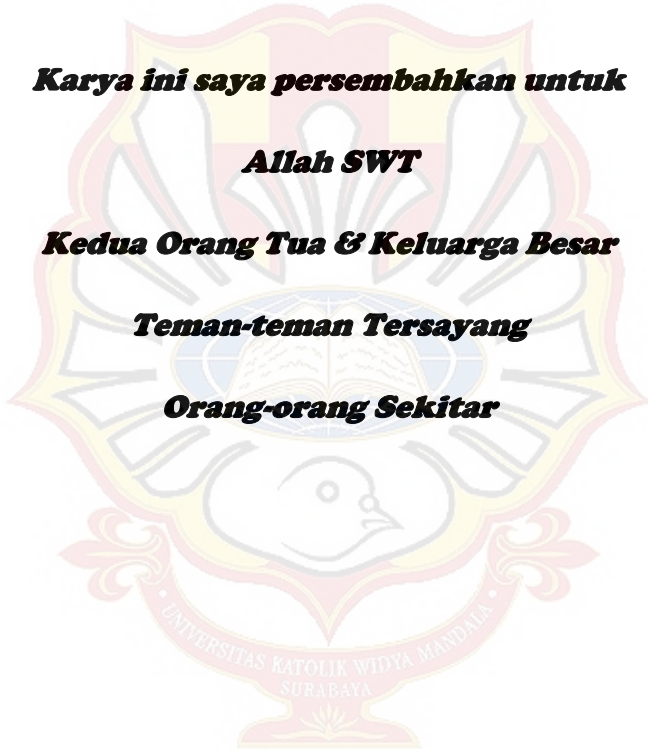 Karya ini saya persembahkan untuk
Allah SWT
Kedua Orang Tua & Keluarga Besar
Teman-teman Tersayang
Orang-orang Sekitar
UNIVERSITAS KATOLIK WIDYA MANDALA
SURABAYA